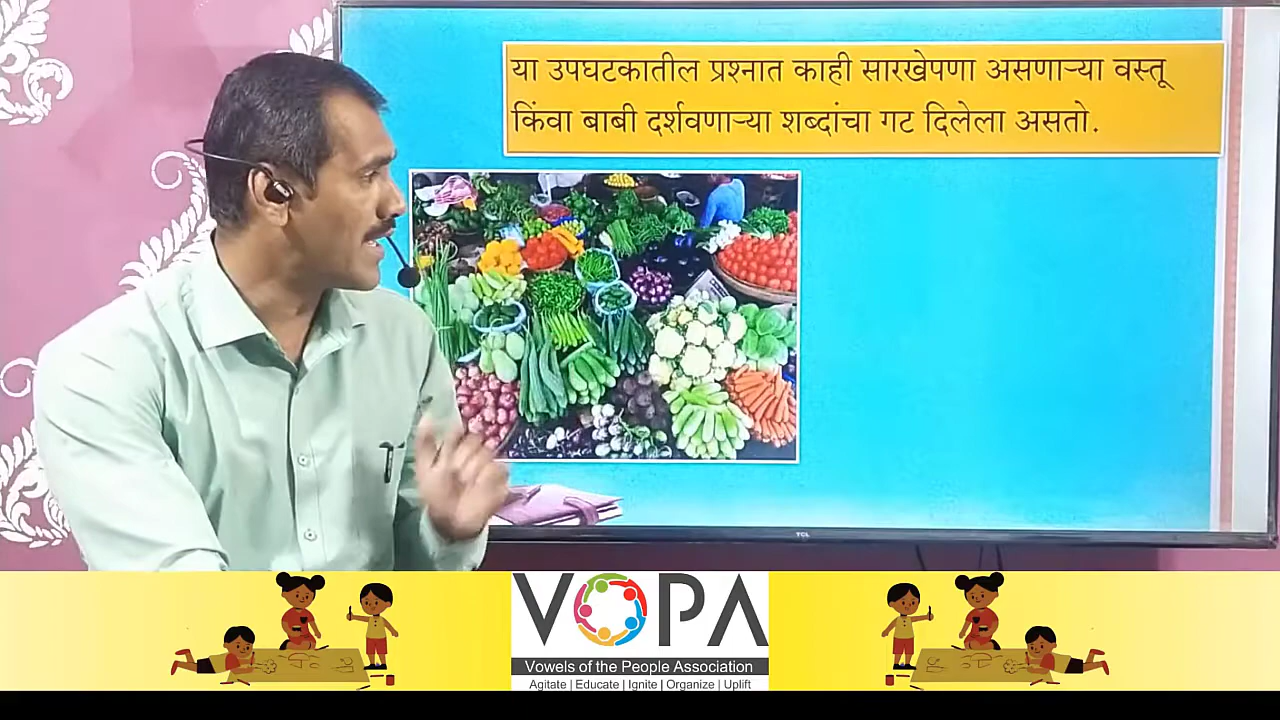 या उपघटकातील प्रश्नात काही सारखेपणा असणाऱ्या वस्तू
किंवा बाबी दर्शवणाऱ्या शब्दांचा गट दिलेला असतो.
TCL
VOPA
Vowels of the People Association
Agitate | Educate | Ignite | Organize | Uplift